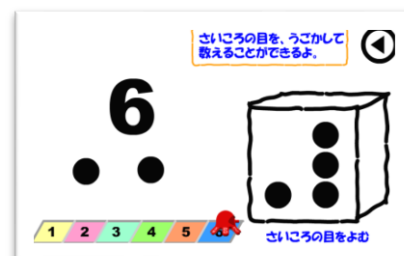 さいころの目を、うごかして
数えることができるよ。
6
1 2 3 4 5 6
さいころの目をよむ